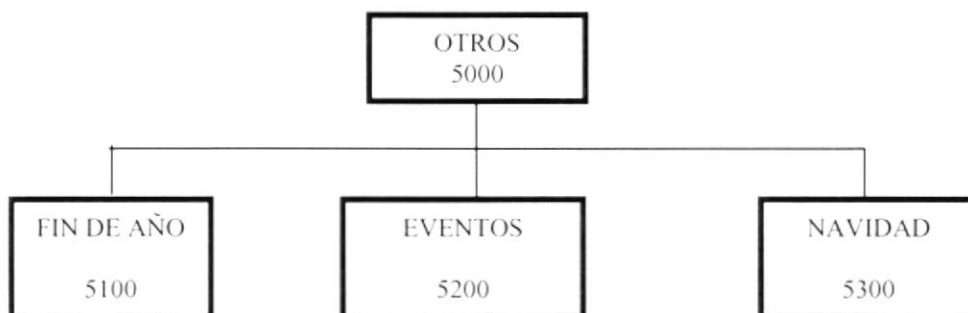 OTROS
5000
FIN DE AÑO
5100
EVENTOS
5200
NAVIDAD
5300